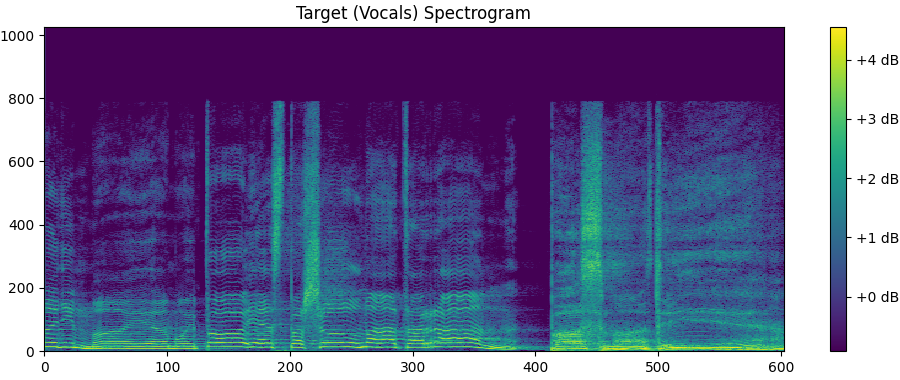 Target (Vocals) Spectrogram
1000
800
600
400
200
0
0 100 200 300 400 500 600
+4 dB
+3 dB
+2 dB
+1 dB
+0 dB